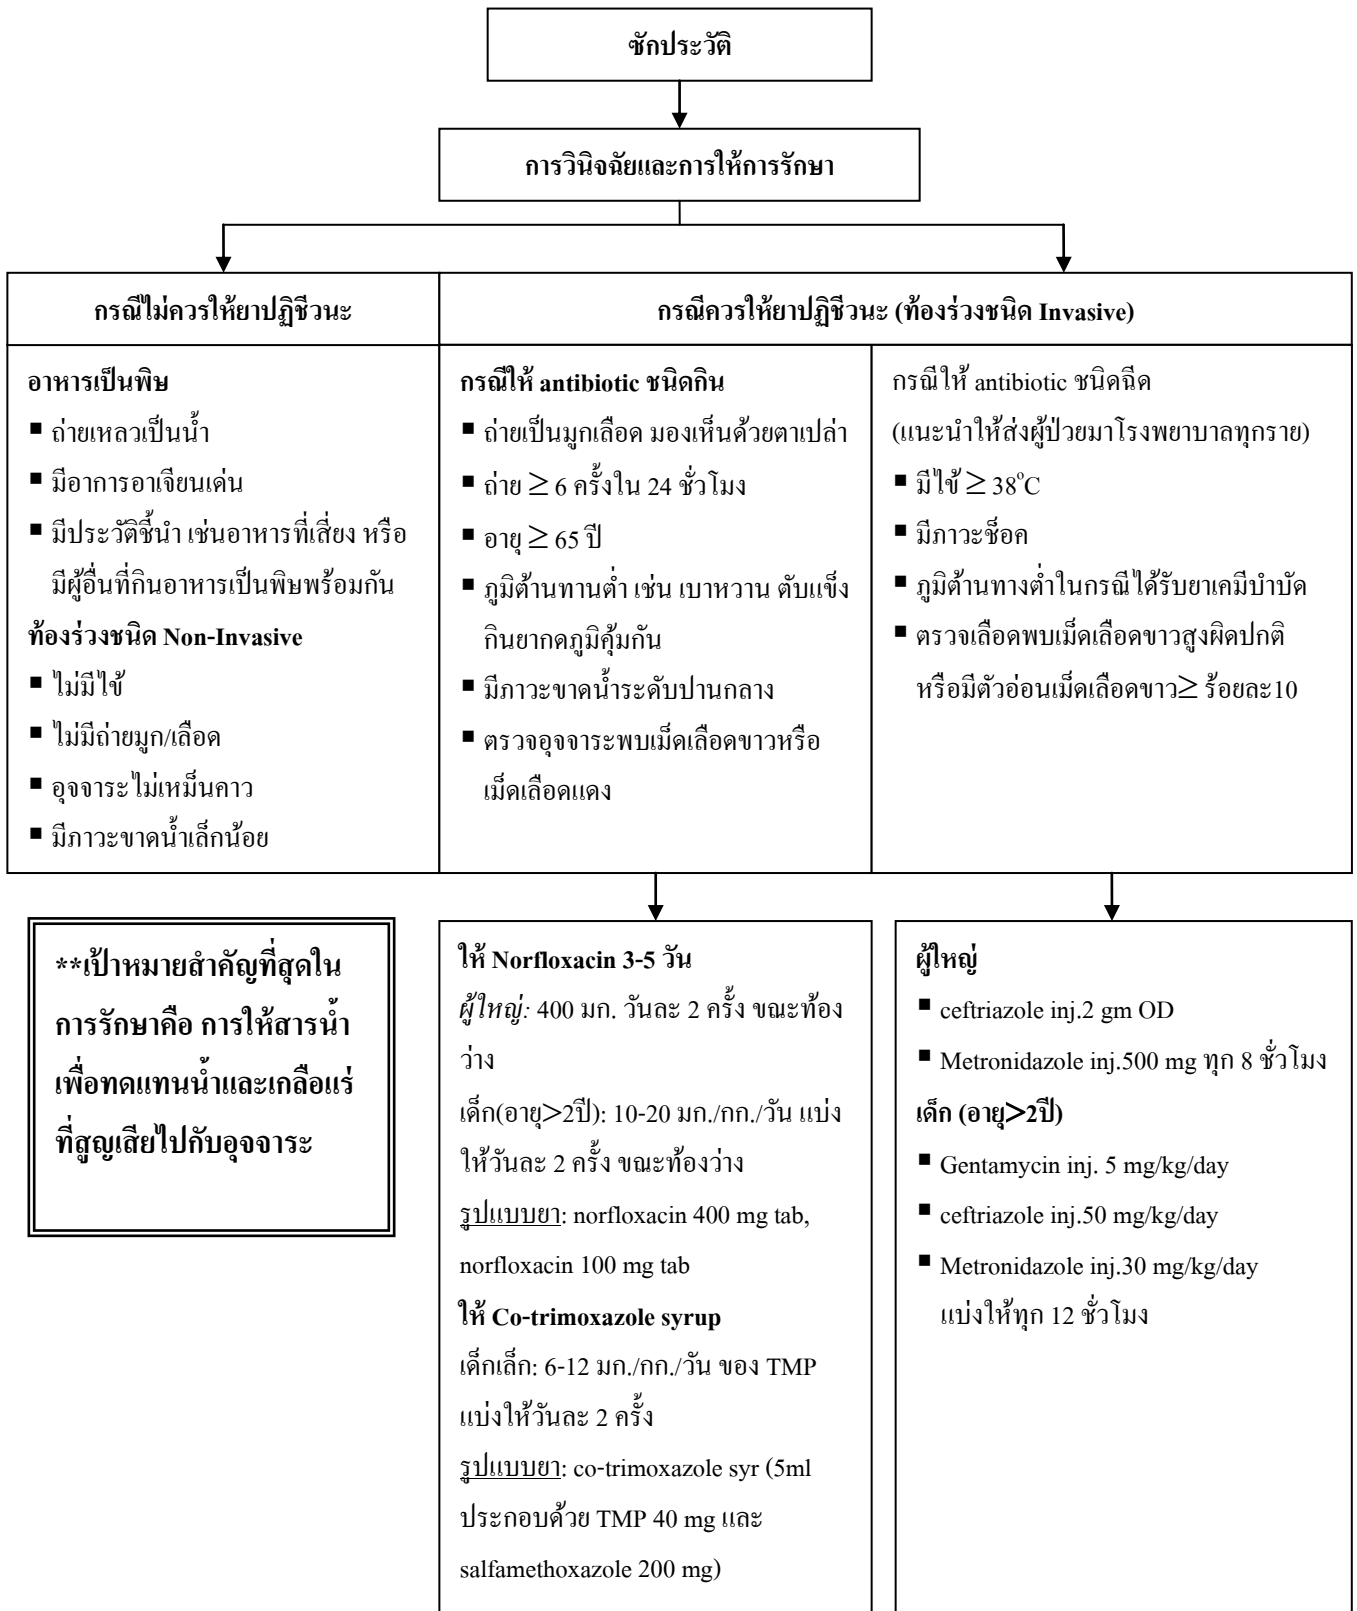 ซักประวัติ
การวินิจฉัยและการให้การรักษา
กรณีไม่ควรให้ยาปฏิชีวนะ
กรณีควรให้ยาปฏิชีวนะ (ท้องร่วงชนิด Invasive)
อาหารเป็นพิษ
■ ถ่ายเหลวเป็นน้ำ
■ มีอาการอาเจียนเด่น
■ มีประวัติชี้นำ เช่นอาหารที่เสี่ยง หรือ
มีผู้อื่นที่กินอาหารเป็นพิษพร้อมกัน
ท้องร่วงชนิด Non-Invasive
■ ไม่มีไข้
■ ไม่มีถ่ายมูก/เลือด
■ อุจจาระไม่เหม็นคาว
■ มีภาวะขาดน้ำเล็กน้อย
กรณีให้ antibiotic ชนิดกิน
■ ถ่ายเป็นมูกเลือด มองเห็นด้วยตาเปล่า
■ ถ่าย ≥ 6 ครั้งใน 24 ชั่วโมง
■ อายุ ≥ 65 ปี
■ ภูมิต้านทานต่ำ เช่น เบาหวาน ตับแข็ง
กินยากดภูมิคุ้มกัน
■ มีภาวะขาดน้ำระดับปานกลาง
■ ตรวจอุจจาระพบเม็ดเลือดขาวหรือ
เม็ดเลือดแดง
กรณีให้ antibiotic ชนิดฉีด
(แนะนำให้ส่งผู้ป่วยมาโรงพยาบาลทุกราย)
■ มีไข้ ≥ 38°C
■ มีภาวะช็อค
■ ภูมิต้านทางต่ำในกรณีได้รับยาเคมีบำบัด
■ ตรวจเลือดพบเม็ดเลือดขาวสูงผิดปกติ
หรือมีตัวอ่อนเม็ดเลือดขาว≥ ร้อยละ10
**เป้าหมายสำคัญที่สุดใน
การรักษาคือ การให้สารน้ำ
เพื่อทดแทนน้ำและเกลือแร่
ที่สูญเสียไปกับอุจจาระ
ให้ Norfloxacin 3-5 วัน
ผู้ใหญ่: 400 มก. วันละ 2 ครั้ง ขณะท้อง
ว่าง
เด็ก(อายุ>2ปี): 10-20 มก./กก./วัน แบ่ง
ให้วันละ 2 ครั้ง ขณะท้องว่าง
รูปแบบยา: norfloxacin 400 mg tab,
norfloxacin 100 mg tab
ให้ Co-trimoxazole syrup
เด็กเล็ก: 6-12 มก./กก./วัน ของ TMP
แบ่งให้วันละ 2 ครั้ง
รูปแบบยา: co-trimoxazole syr (5ml
ประกอบด้วย TMP 40 mg และ
salfamethoxazole 200 mg)
ผู้ใหญ่
■ ceftriazole inj.2 gm OD
■ Metronidazole inj.500 mg ทุก 8 ชั่วโมง
เด็ก (อายุ>2ปี)
■ Gentamycin inj. 5 mg/kg/day
■ ceftriazole inj.50 mg/kg/day
■ Metronidazole inj.30 mg/kg/day
แบ่งให้ทุก 12 ชั่วโมง